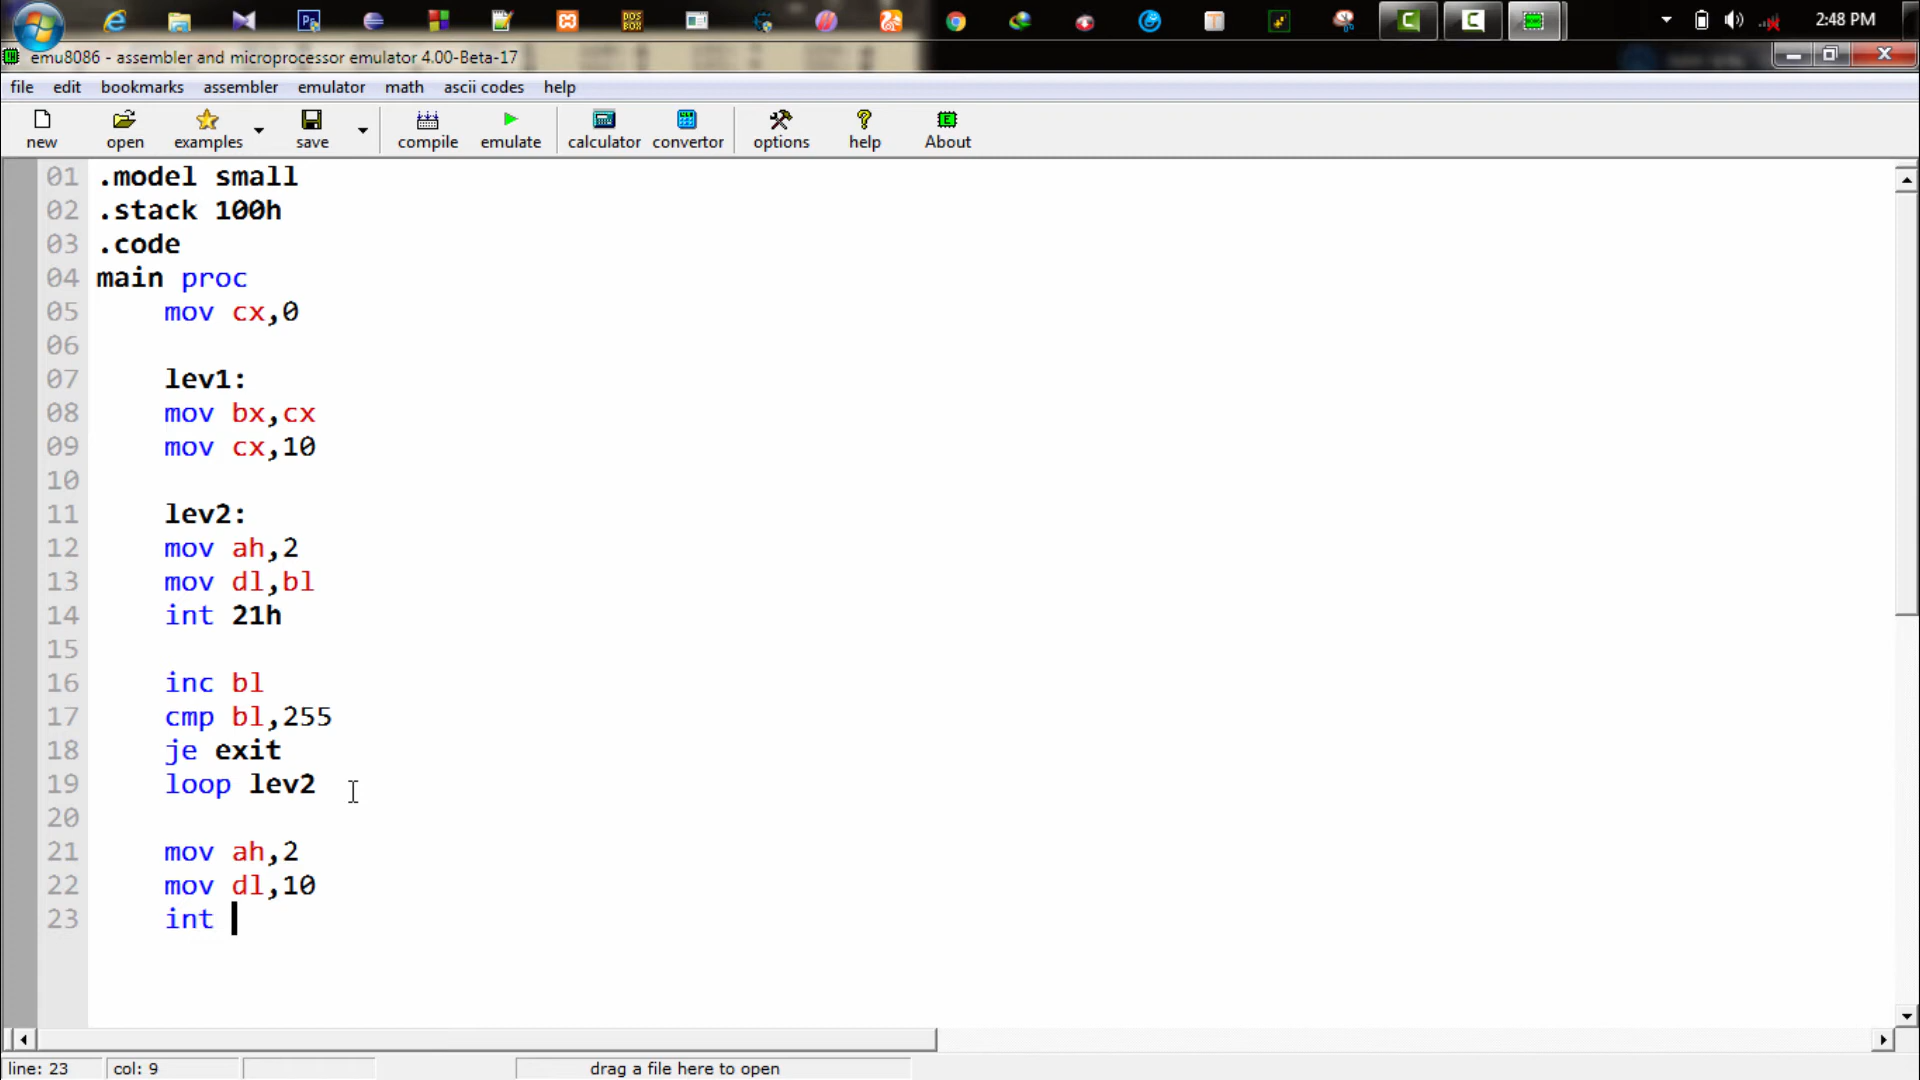 2:48 PM
emu8086 - assembler and microprocessor emulator 4.00-Beta-17
file edit bookmarks assembler emulator math ascii codes help
new open examples save compile emulate calculator convertor options help About
01 .model small
02 .stack 100h
03 .code
04 main proc
05 mov cx,0
06
07 lev1:
08 mov bx,cx
09 mov cx,10
10
11 lev2:
12 mov ah,2
13 mov dl,bl
14 int 21h
15
16 inc bl
17 cmp bl,255
18 je exit
19 loop lev2
20
21 mov ah,2
22 mov dl,10
23 int
line: 23 col: 9 drag a file here to open